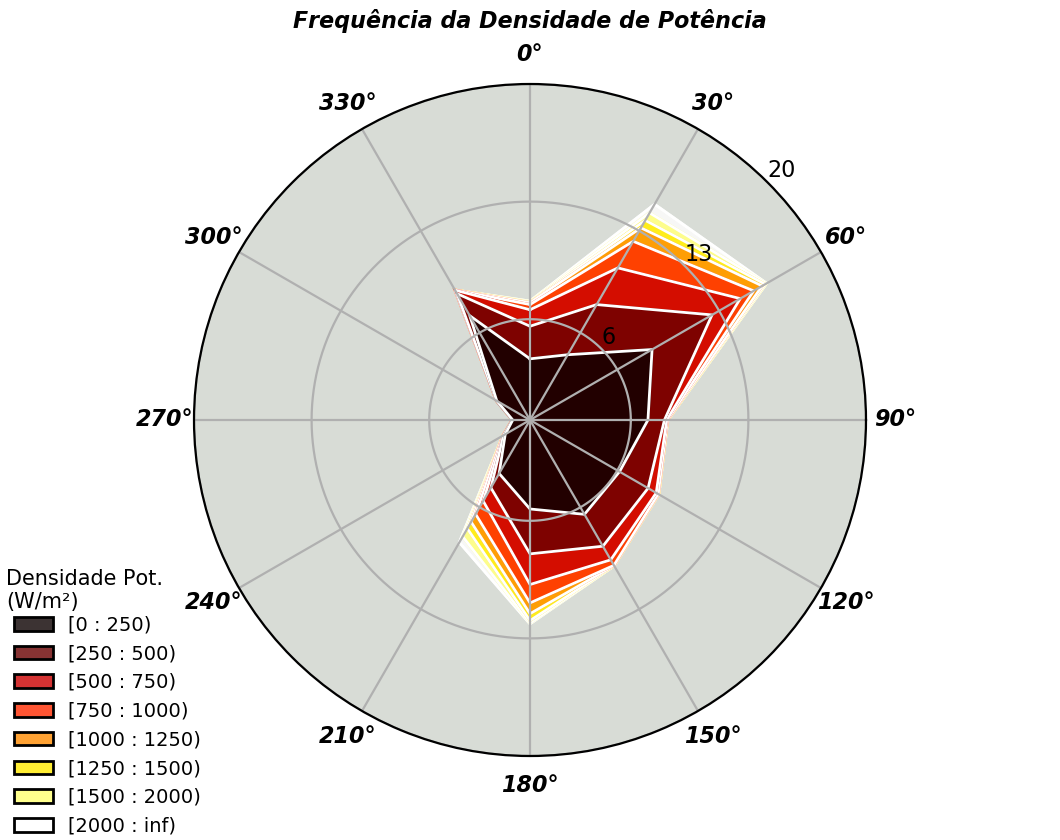 Frequência da Densidade de Potência
0°
330°
30°
20
300°
60°
13
6
270°
90°
240°
120°
210°
150°
180°
Densidade Pot.
(W/m²)
[0 : 250)
[250 : 500)
[500 : 750)
[750 : 1000)
[1000 : 1250)
[1250 : 1500)
[1500 : 2000)
[2000 : inf)